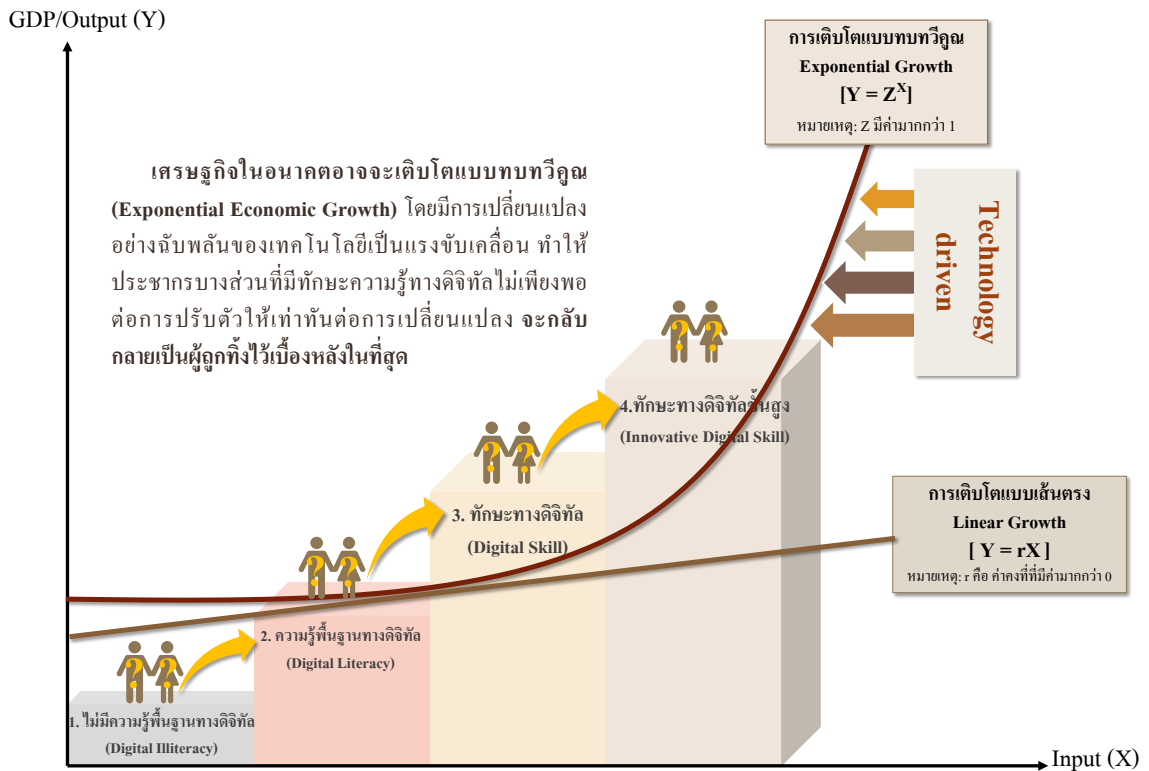 GDP/Output (Y)
การเติบโตแบบทบทวีคูณ
Exponential Growth
[Y = Z^X]
หมายเหตุ: Z มีค่ามากกว่า 1
เศรษฐกิจในอนาคตอาจจะเติบโตแบบทบทวีคูณ
(Exponential Economic Growth) โดยมีการเปลี่ยนแปลง
อย่างฉับพลันของเทคโนโลยีเป็นแรงขับเคลื่อน ทำให้
ประชากรบางส่วนที่มีทักษะความรู้ทางดิจิทัลไม่เพียงพอ
ต่อการปรับตัวให้เท่าทันต่อการเปลี่ยนแปลง จะกลับ
กลายเป็นผู้ถูกทิ้งไว้เบื้องหลังในที่สุด
Technology
driven
?
?
4.ทักษะทางดิจิทัลชั้นสูง
(Innovative Digital Skill)
?
?
3. ทักษะทางดิจิทัล
(Digital Skill)
การเติบโตแบบเส้นตรง
Linear Growth
[ Y = rX ]
หมายเหตุ: r คือ ค่าคงที่ที่มีค่ามากกว่า 0
?
?
2. ความรู้พื้นฐานทางดิจิทัล
(Digital Literacy)
?
?
1. ไม่มีความรู้พื้นฐานทางดิจิทัล
(Digital Illiteracy)
Input (X)